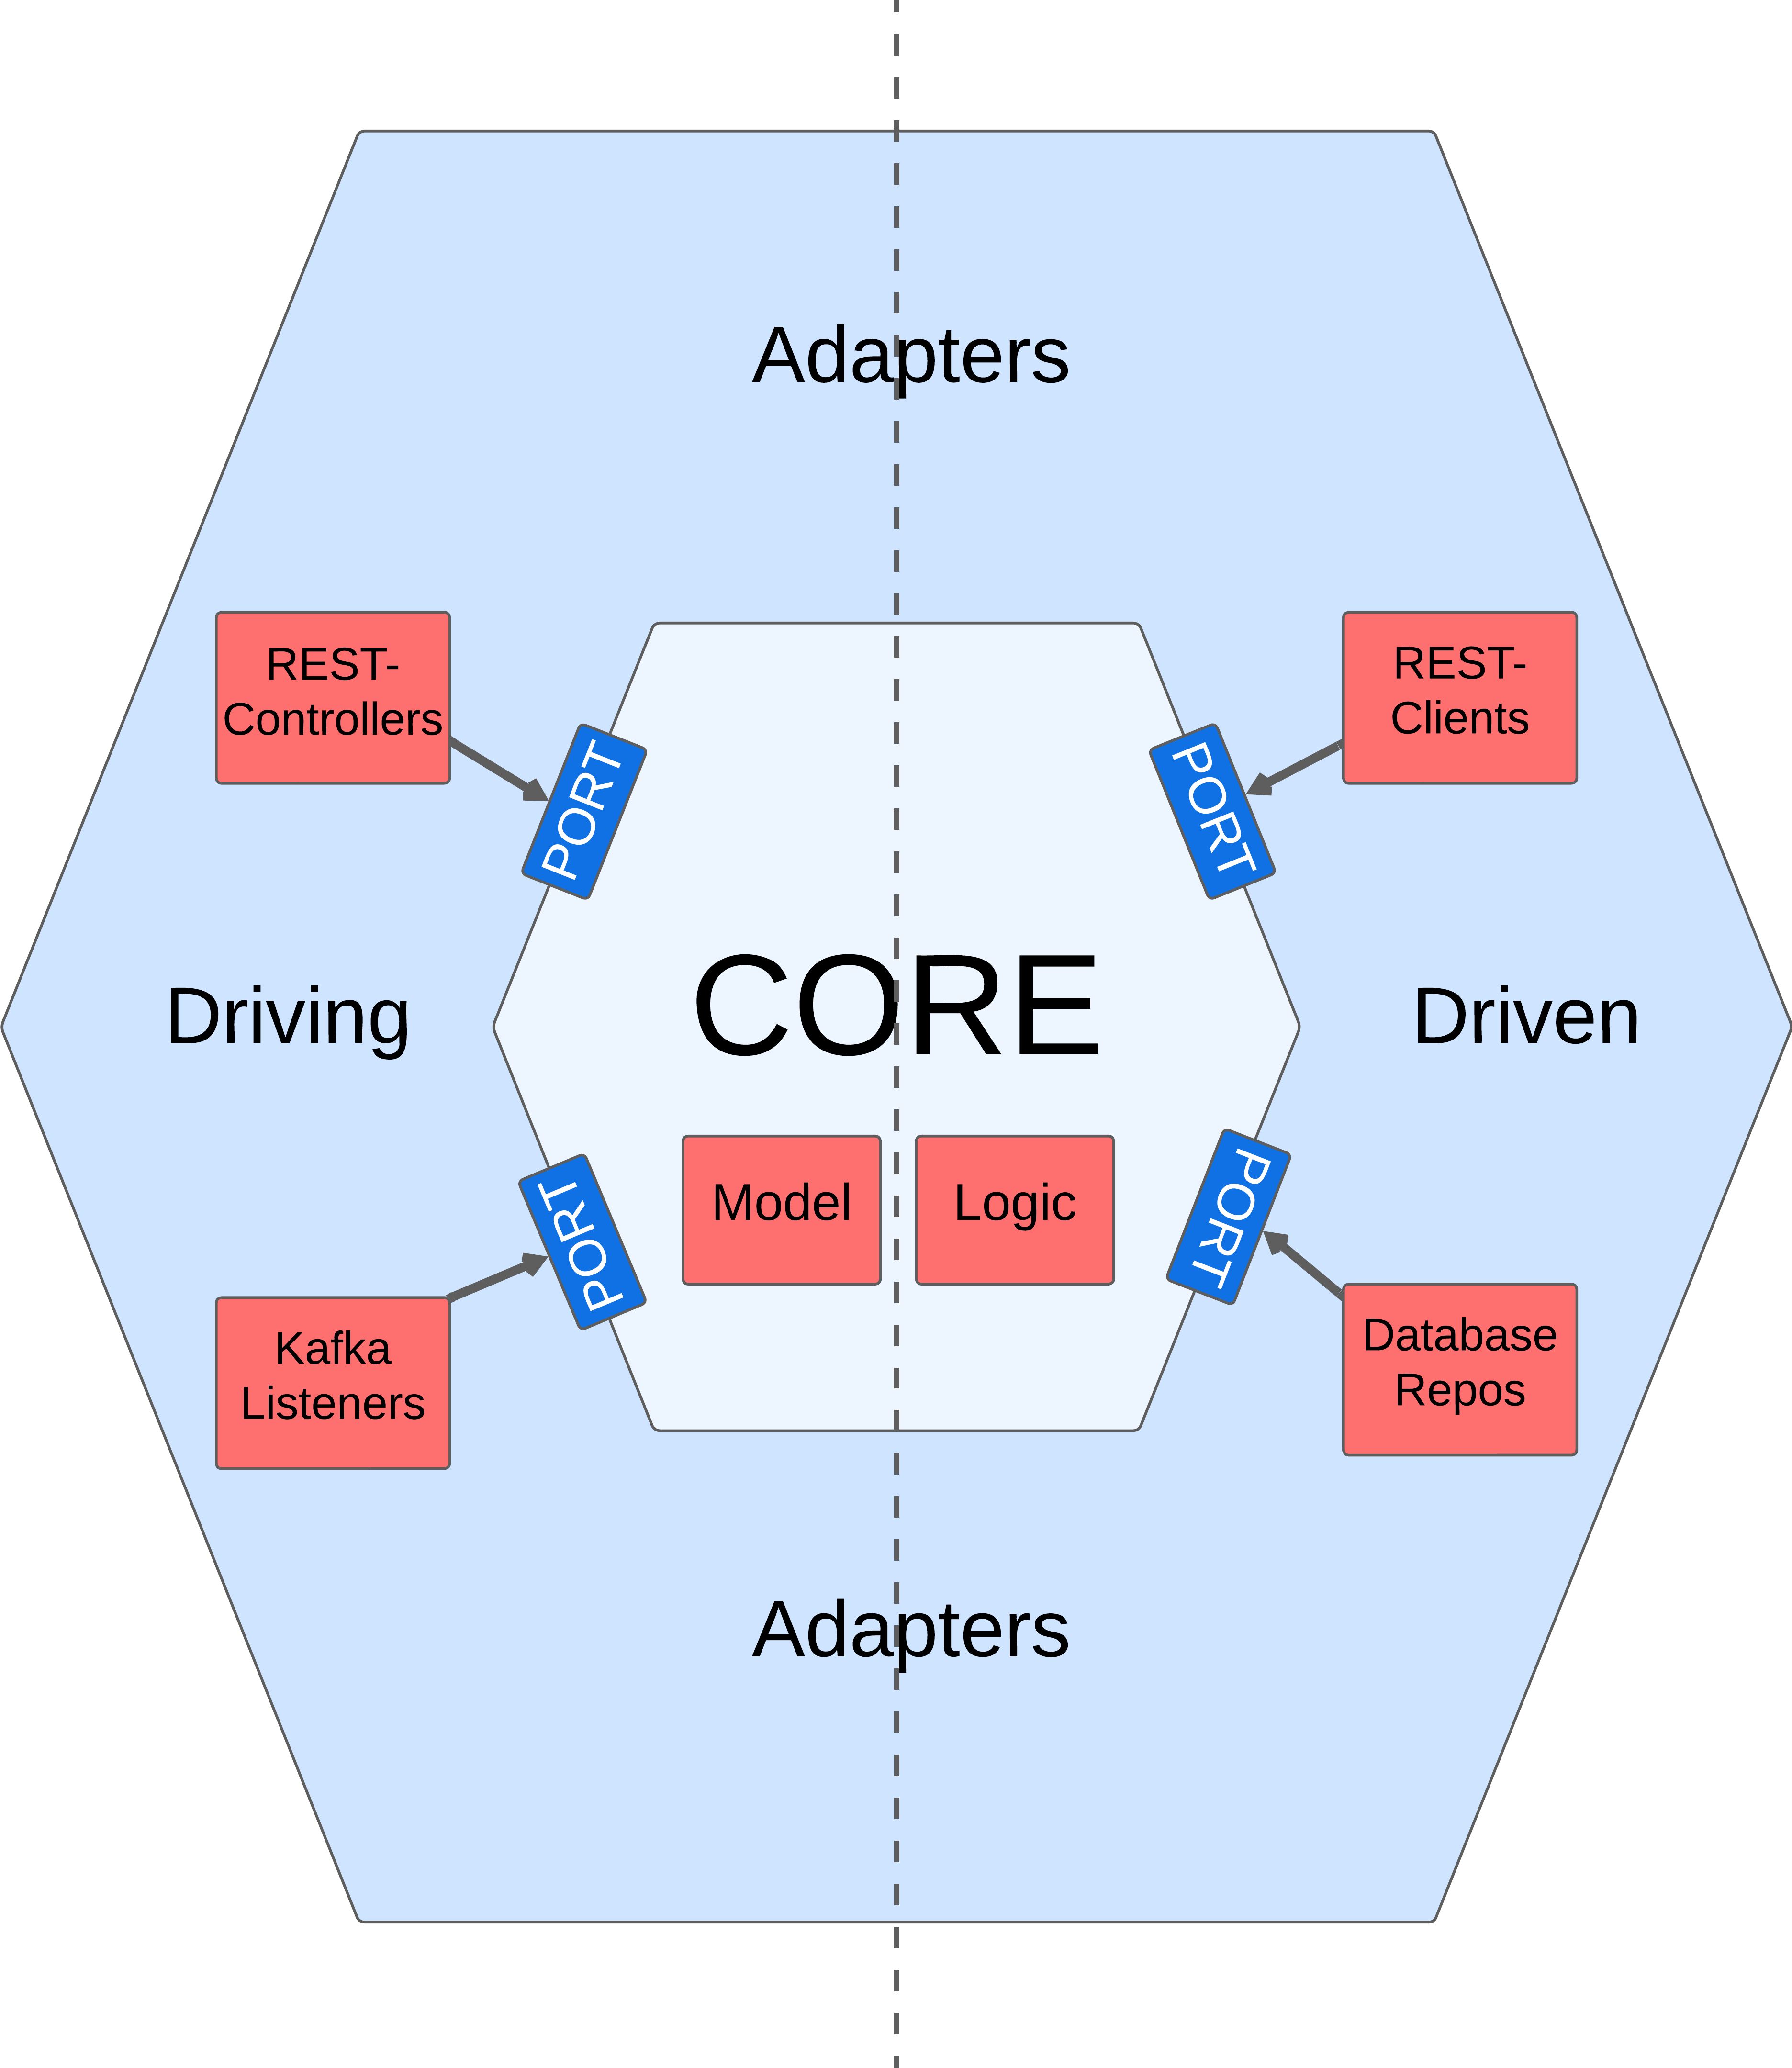 Adapters
REST-
Controllers
REST-
Clients
PORT
PORT
Driving
CORE
Driven
PORT
Model
Logic
PORT
Kafka
Listeners
Database
Repos
Adapters